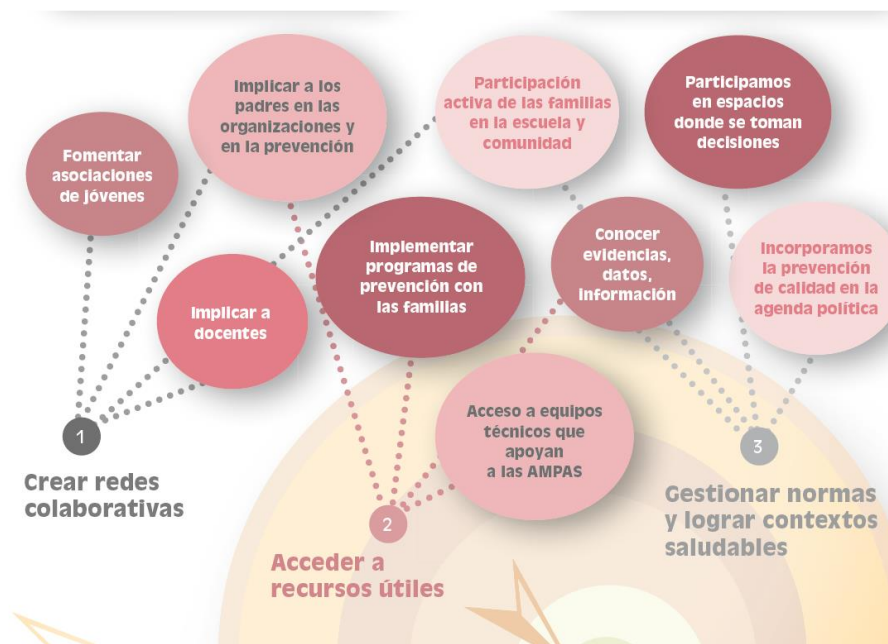 Fomentar
asociaciones
de jóvenes
Implicar a los
padres en las
organizaciones y
en la prevención
Participación
activa de las familias
en la escuela y
comunidad
Participamos
en espacios
donde se toman
decisiones
Implicar a
docentes
Implementar
programas de
prevención con
las familias
Conocer
evidencias,
datos,
información
Incorporamos
la prevención
de calidad en la
agenda política
Acceso a equipos
técnicos que
apoyan
a las AMPAS
1
Crear redes
colaborativas
2
Acceder a
recursos útiles
3
Gestionar normas
y lograr contextos
saludables